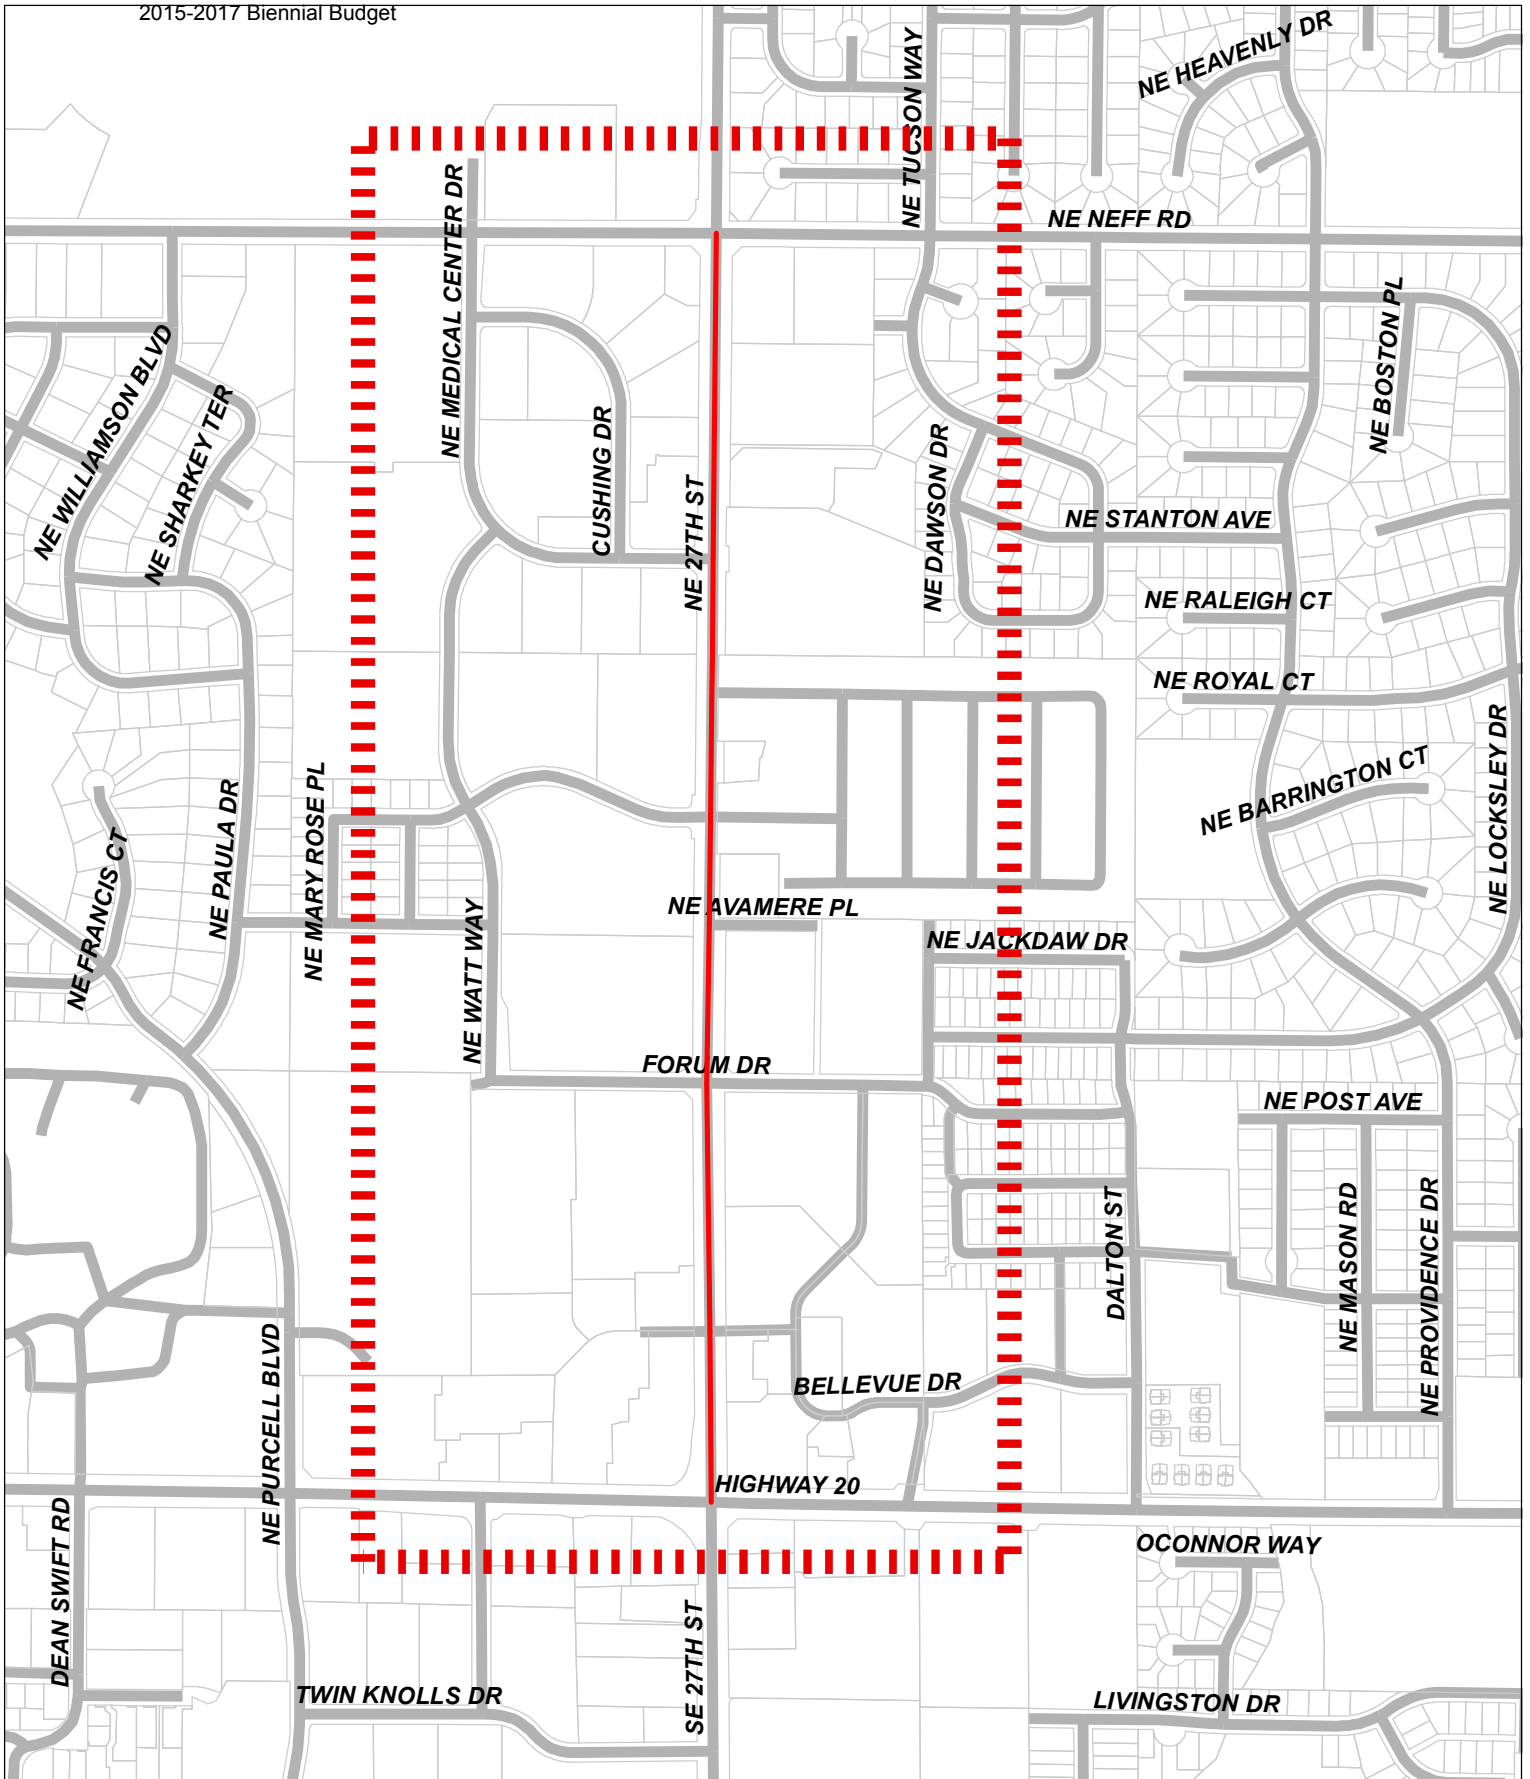 2015-2017 Biennial Budget
NE HEAVENLY DR
NE TUCSON WAY
NE MEDICAL CENTER DR
NE NEFF RD
NE WILLIAMSON BLVD
NE SHARKEY TER
CUSHING DR
NE 27TH ST
NE DAWSON DR
NE BOSTON PL
NE STANTON AVE
NE RALEIGH CT
NE ROYAL CT
NE LOCKSLEY DR
NE BARRINGTON CT
NE FRANCIS CT
NE PAULA DR
NE MARY ROSE PL
NE WATT WAY
NE AVAMERE PL
NE JACKDAW DR
FORUM DR
NE POST AVE
DALTON ST
NE MASON RD
NE PROVIDENCE DR
NE PURCELL BLVD
BELLEVUE DR
HIGHWAY 20
DEAN SWIFT RD
OCONNOR WAY
SE 27TH ST
TWIN KNOLLS DR
LIVINGSTON DR